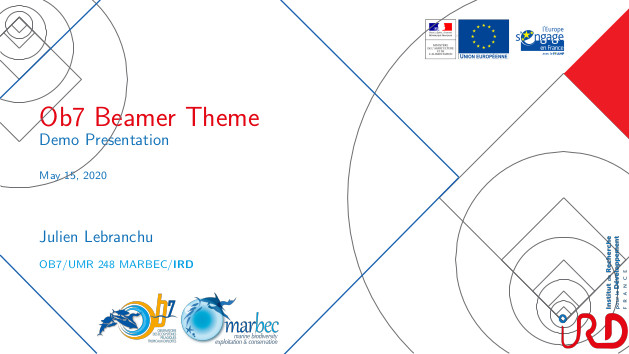 UNION EUROPÉENNE
l'Europe
s'engage
en France
Ob7 Beamer Theme
Demo Presentation
May 15, 2020
Julien Lebranchu
OB7/UMR 248 MARBEC/IRD
b7
marbec
marine biodiversity
exploitation & conservation
Institut de Recherche
pour le Développement
FRANCE
IRD